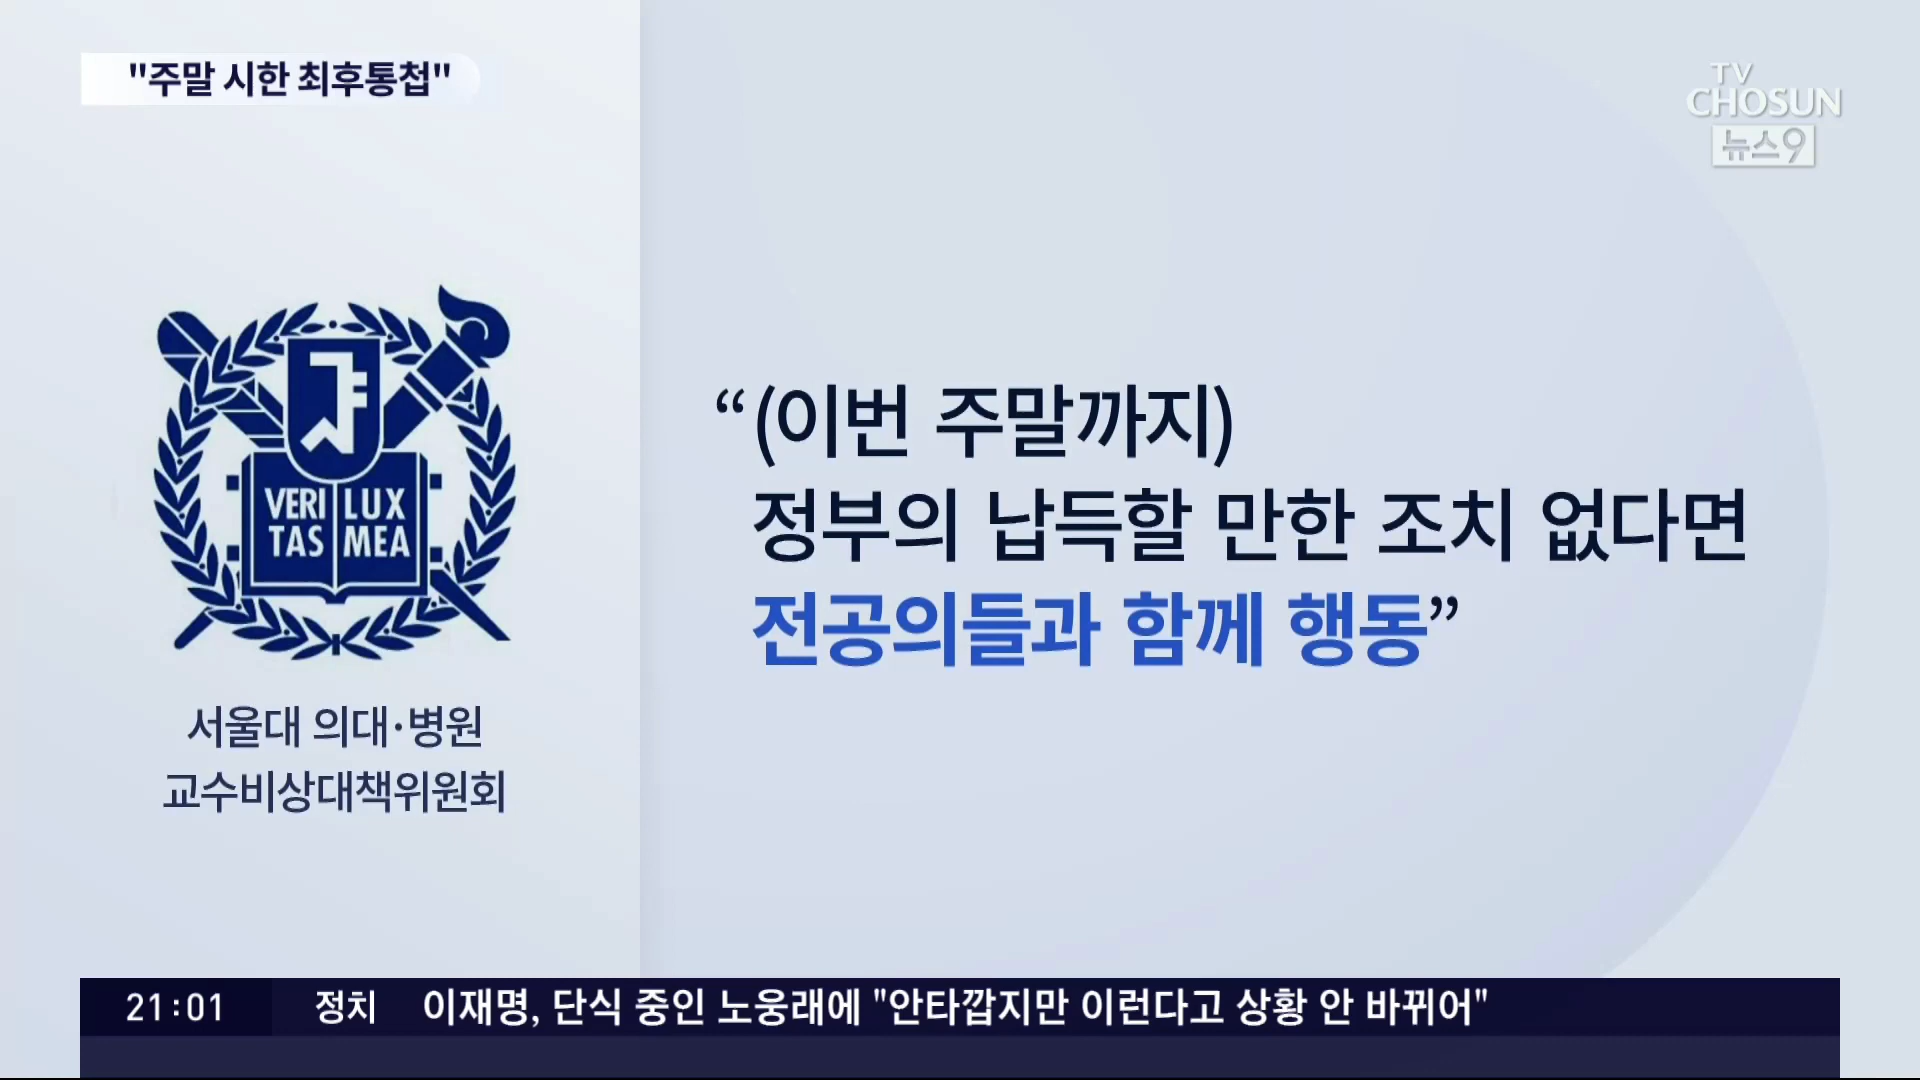 "주말 시한 최후통첩"
TV
CHOSUN
뉴스9
VERI LUX
TAS MEA
서울대 의대·병원
교수비상대책위원회
“(이번 주말까지)
정부의 납득할 만한 조치 없다면
전공의들과 함께 행동”
21:01 정치 이재명, 단식 중인 노웅래에 "안타깝지만 이런다고 상황 안 바뀌어"